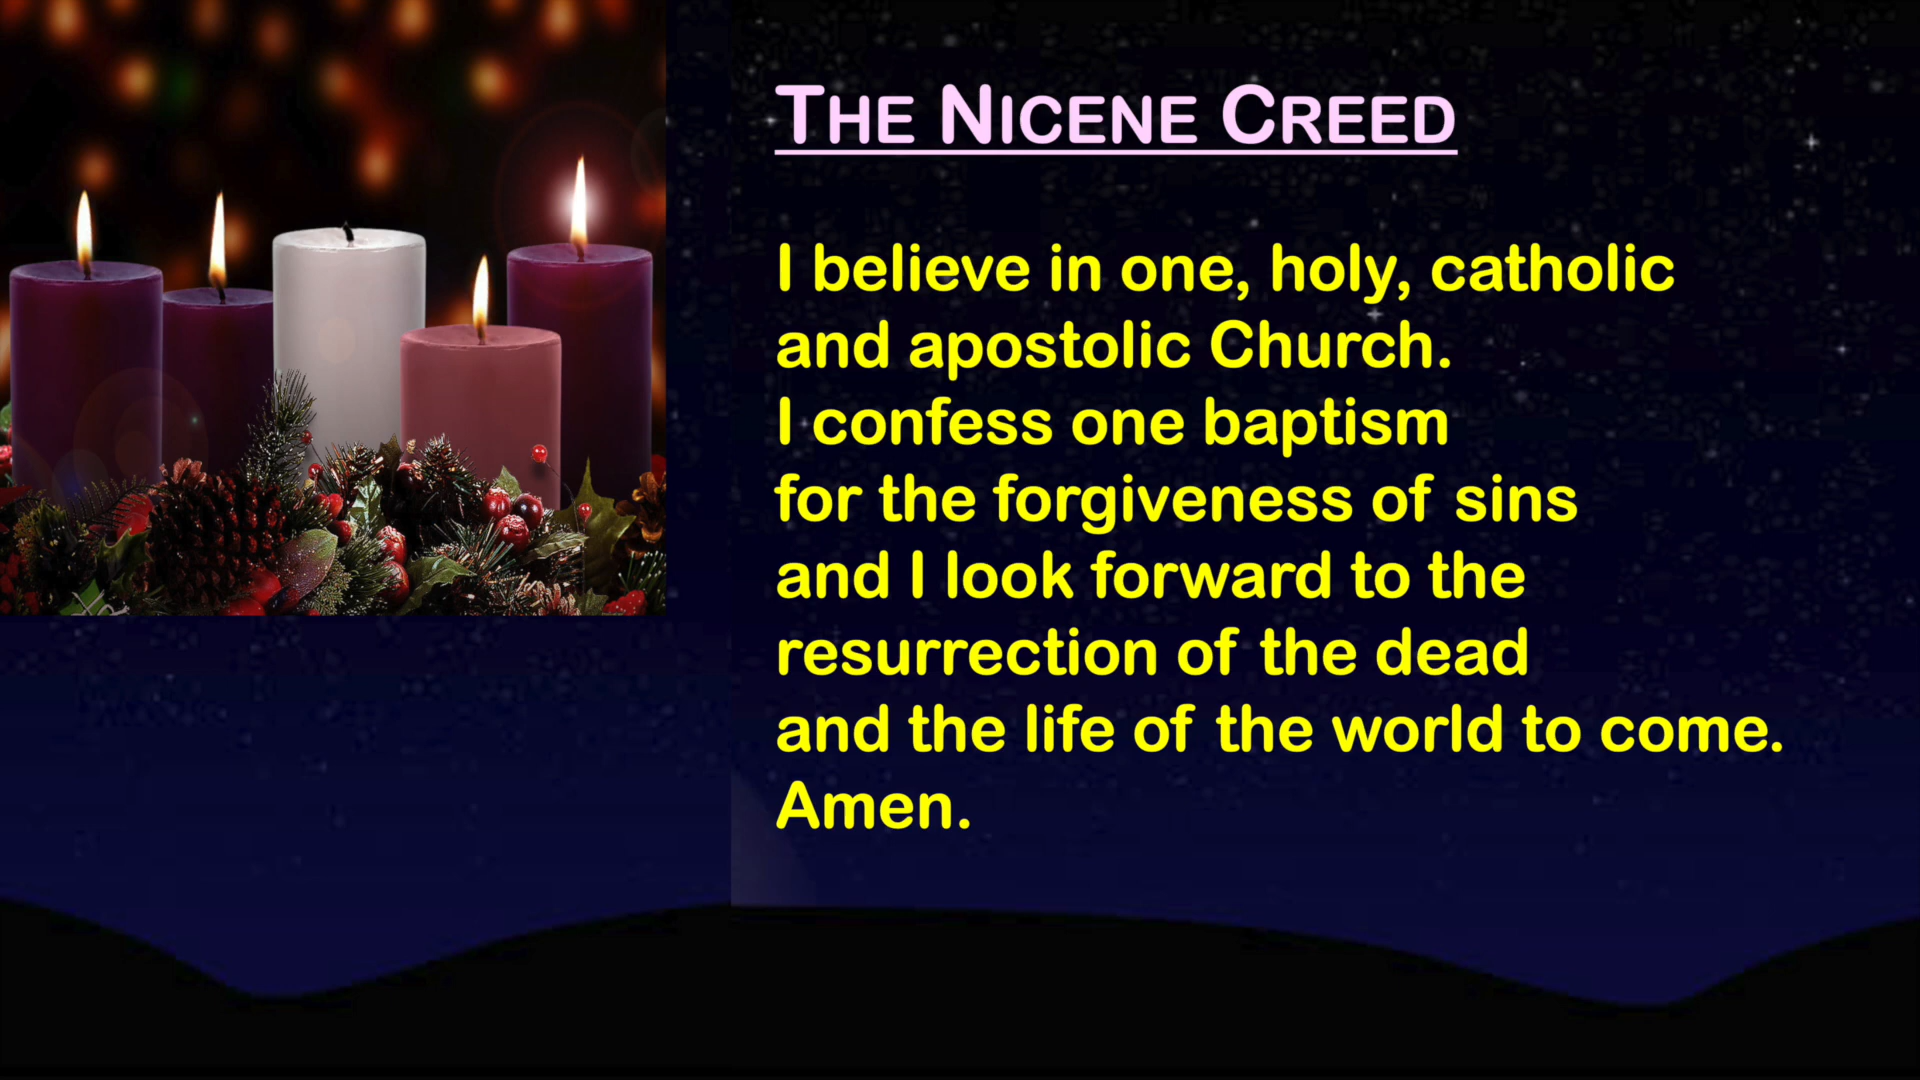 THE NICENE CREED
I believe in one, holy, catholic
and apostolic Church.
I confess one baptism
for the forgiveness of sins
and I look forward to the
resurrection of the dead
and the life of the world to come.
Amen.